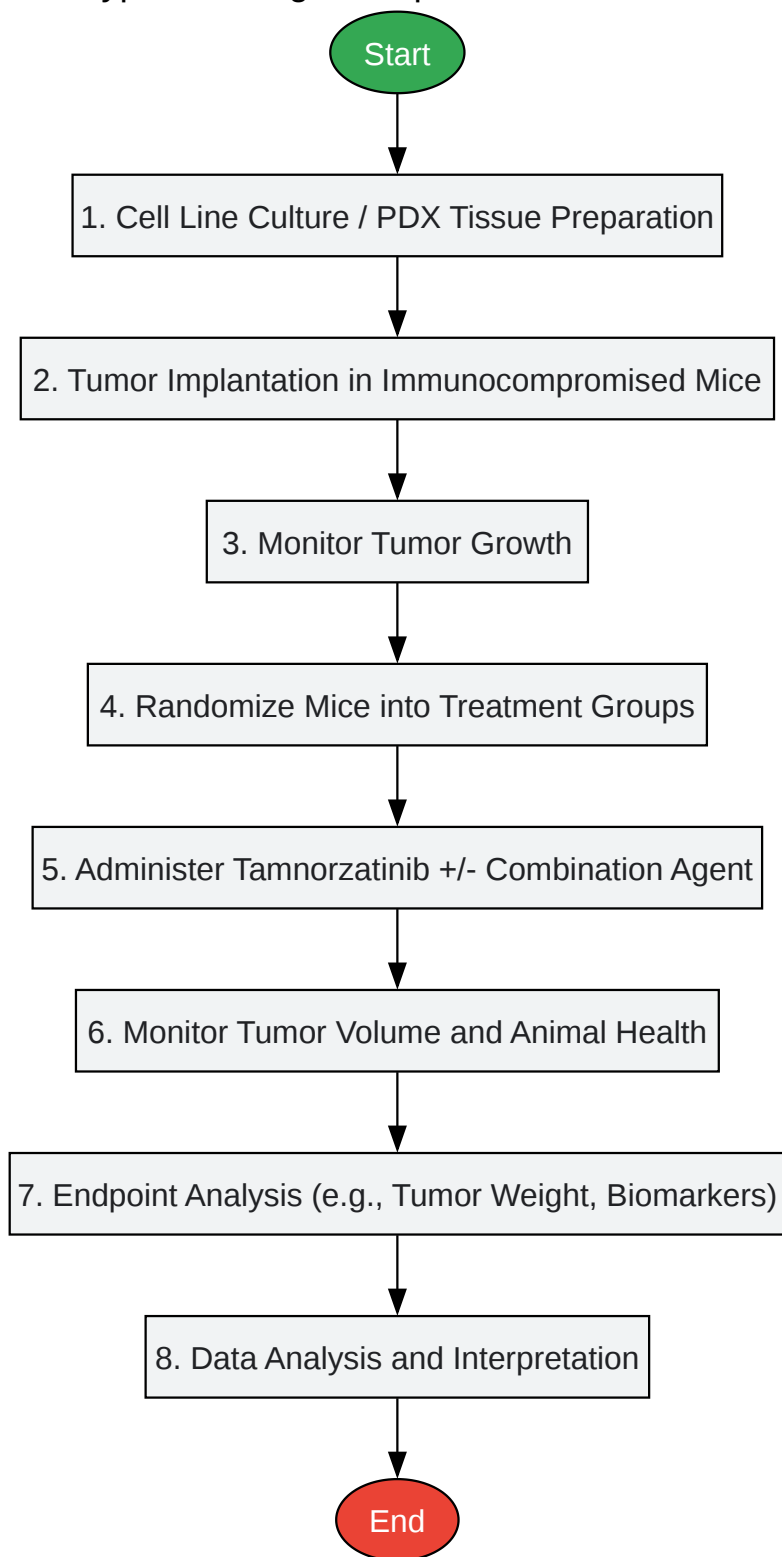 Start
1. Cell Line Culture / PDX Tissue Preparation
2. Tumor Implantation in Immunocompromised Mice
3. Monitor Tumor Growth
4. Randomize Mice into Treatment Groups
5. Administer Tamnorzatinib +/- Combination Agent
6. Monitor Tumor Volume and Animal Health
7. Endpoint Analysis (e.g., Tumor Weight, Biomarkers)
8. Data Analysis and Interpretation
End